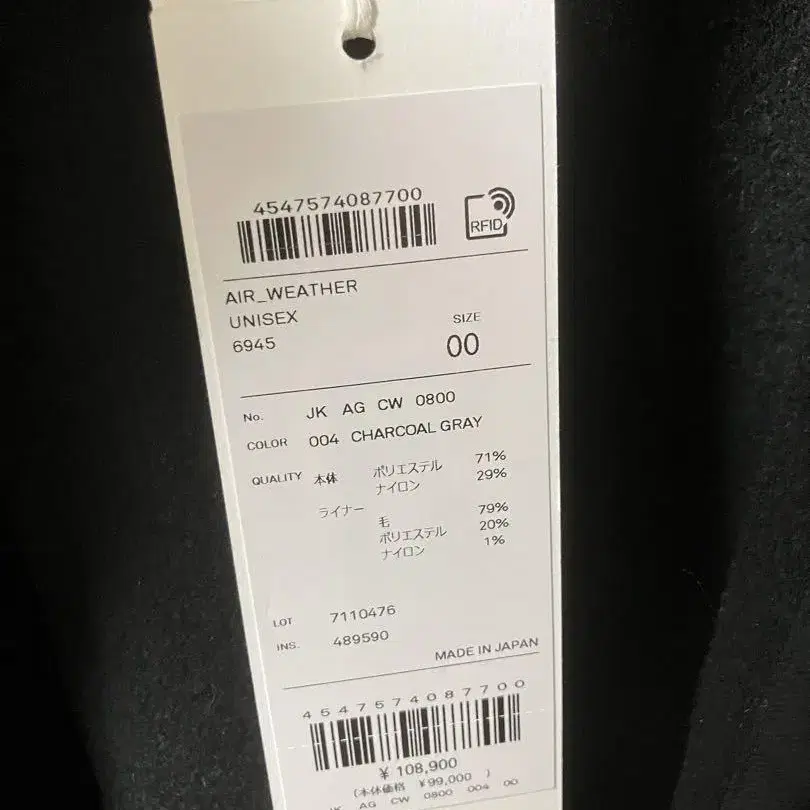 4547574087700
RFID
AIR_WEATHER
UNISEX
6945
SIZE
00
No. JK AG CW 0800
COLOR 004 CHARCOAL GRAY
QUALITY 本体 ポリエステル 71%
ナイロン 29%
ライナー
毛 79%
ポリエステル 20%
ナイロン 1%
LOT 7110476
INS. 489590
MADE IN JAPAN
4547574087700
¥ 108,900
(本体価格 ¥99,000 )
JK AG CW 0800 004 00